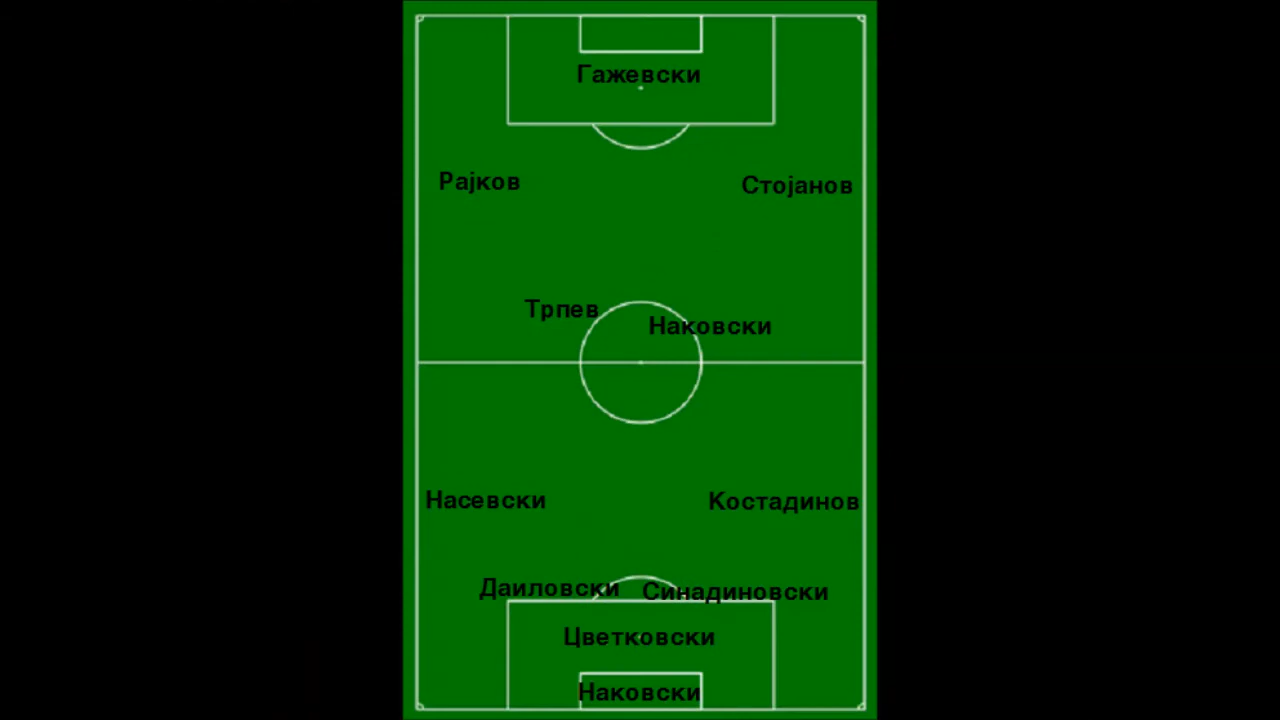 Гажевски
Рајков
Стојанов
Трпев
Наковски
Насевски
Костадинов
Даиловски
Синадиновски
Цветковски
Наковски